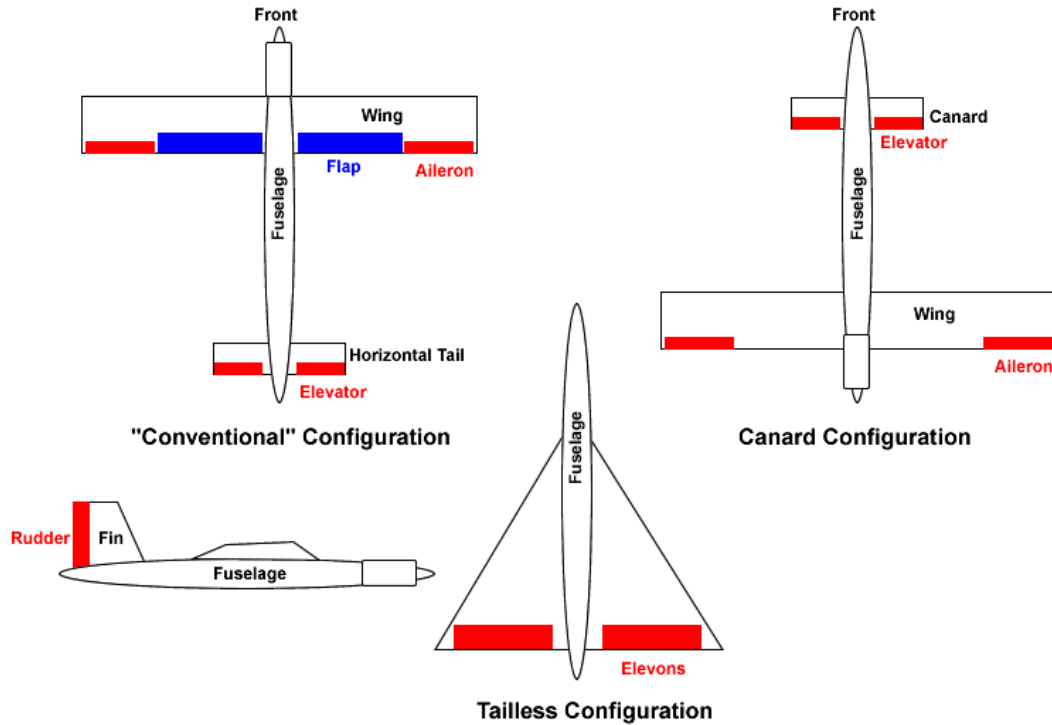 Front
Wing
Flap
Aileron
Fuselage
Horizontal Tail
Elevator
"Conventional" Configuration
Front
Canard
Elevator
Fuselage
Wing
Aileron
Canard Configuration
Rudder
Fin
Fuselage
Fuselage
Elevons
Tailless Configuration